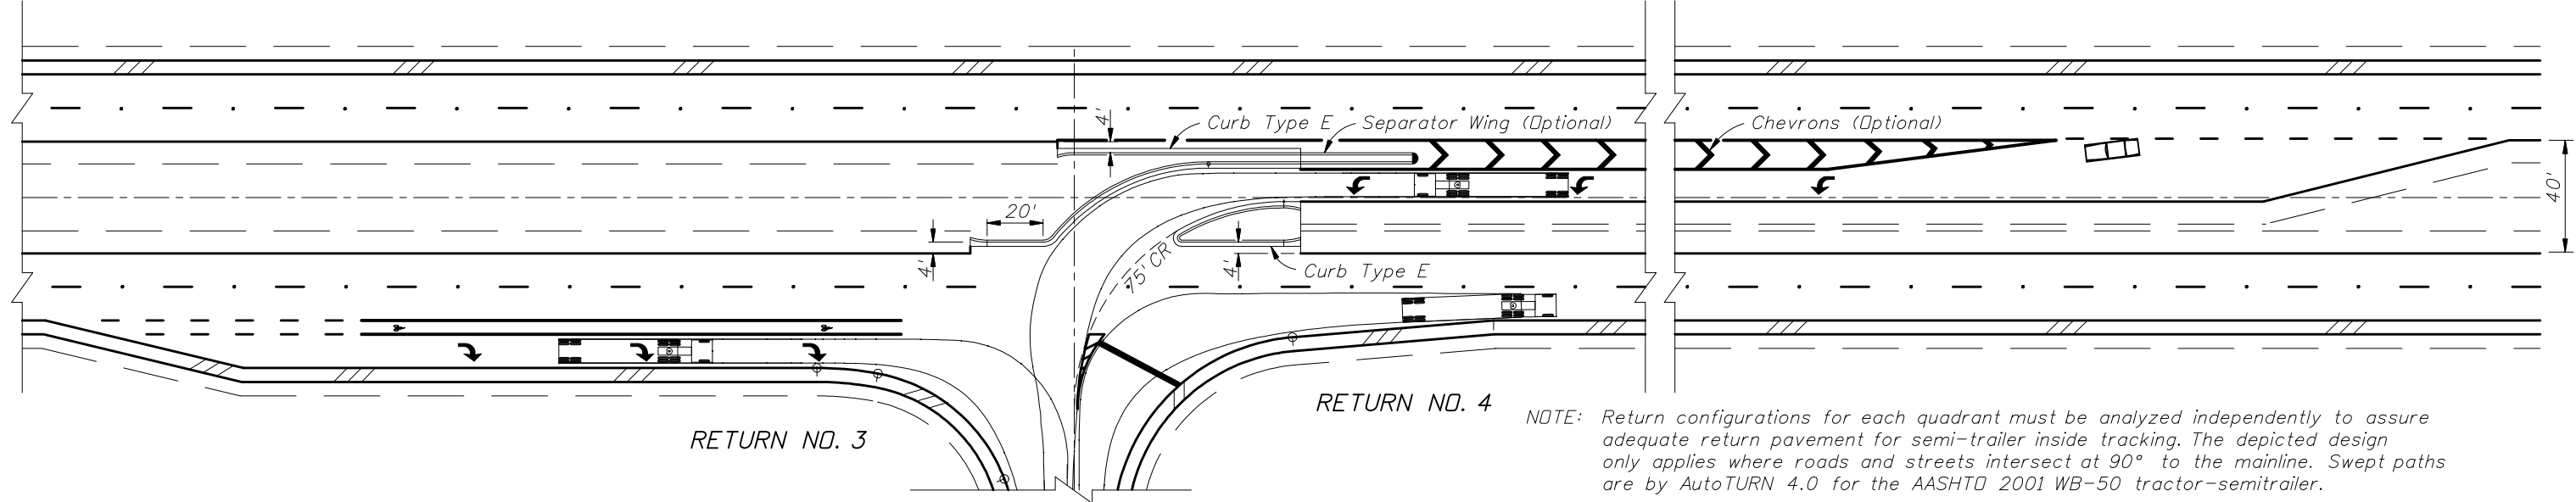 4'
Curb Type E
Separator Wing (Optional)
Chevrons (Optional)
40'
20'
4'
4'
75' CR
Curb Type E
RETURN NO. 4
RETURN NO. 3
NOTE: Return configurations for each quadrant must be analyzed independently to assure
adequate return pavement for semi-trailer inside tracking. The depicted design
only applies where roads and streets intersect at 90° to the mainline. Swept paths
are by AutoTURN 4.0 for the AASHTO 2001 WB-50 tractor-semitrailer.